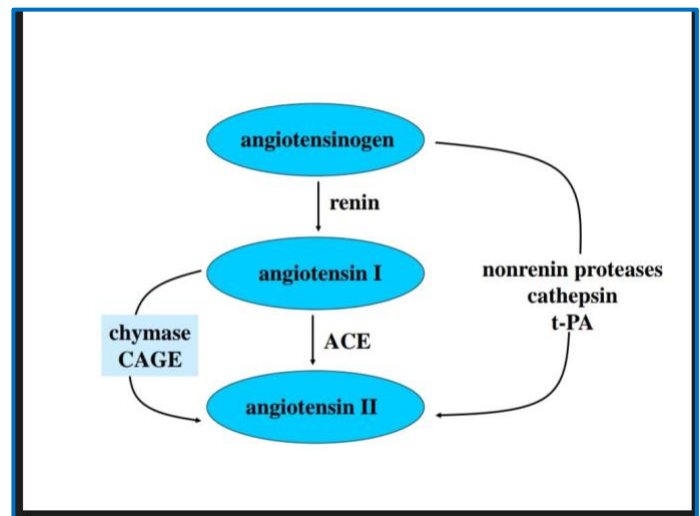 angiotensinogen
renin
angiotensin I
nonrenin proteases
cathepsin
t-PA
chymase
CAGE
ACE
angiotensin II